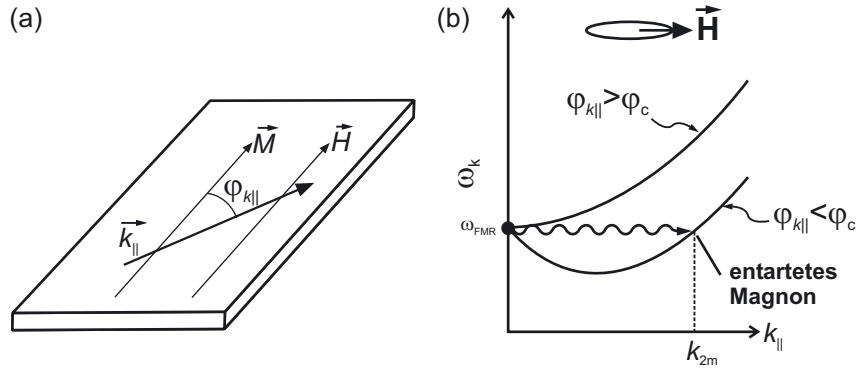 (a)
M
H
φk||
k||
(b)
H
φk||>φc
ωk
ωFMR
φk||<φc
entartetes
Magnon
k||
k2m